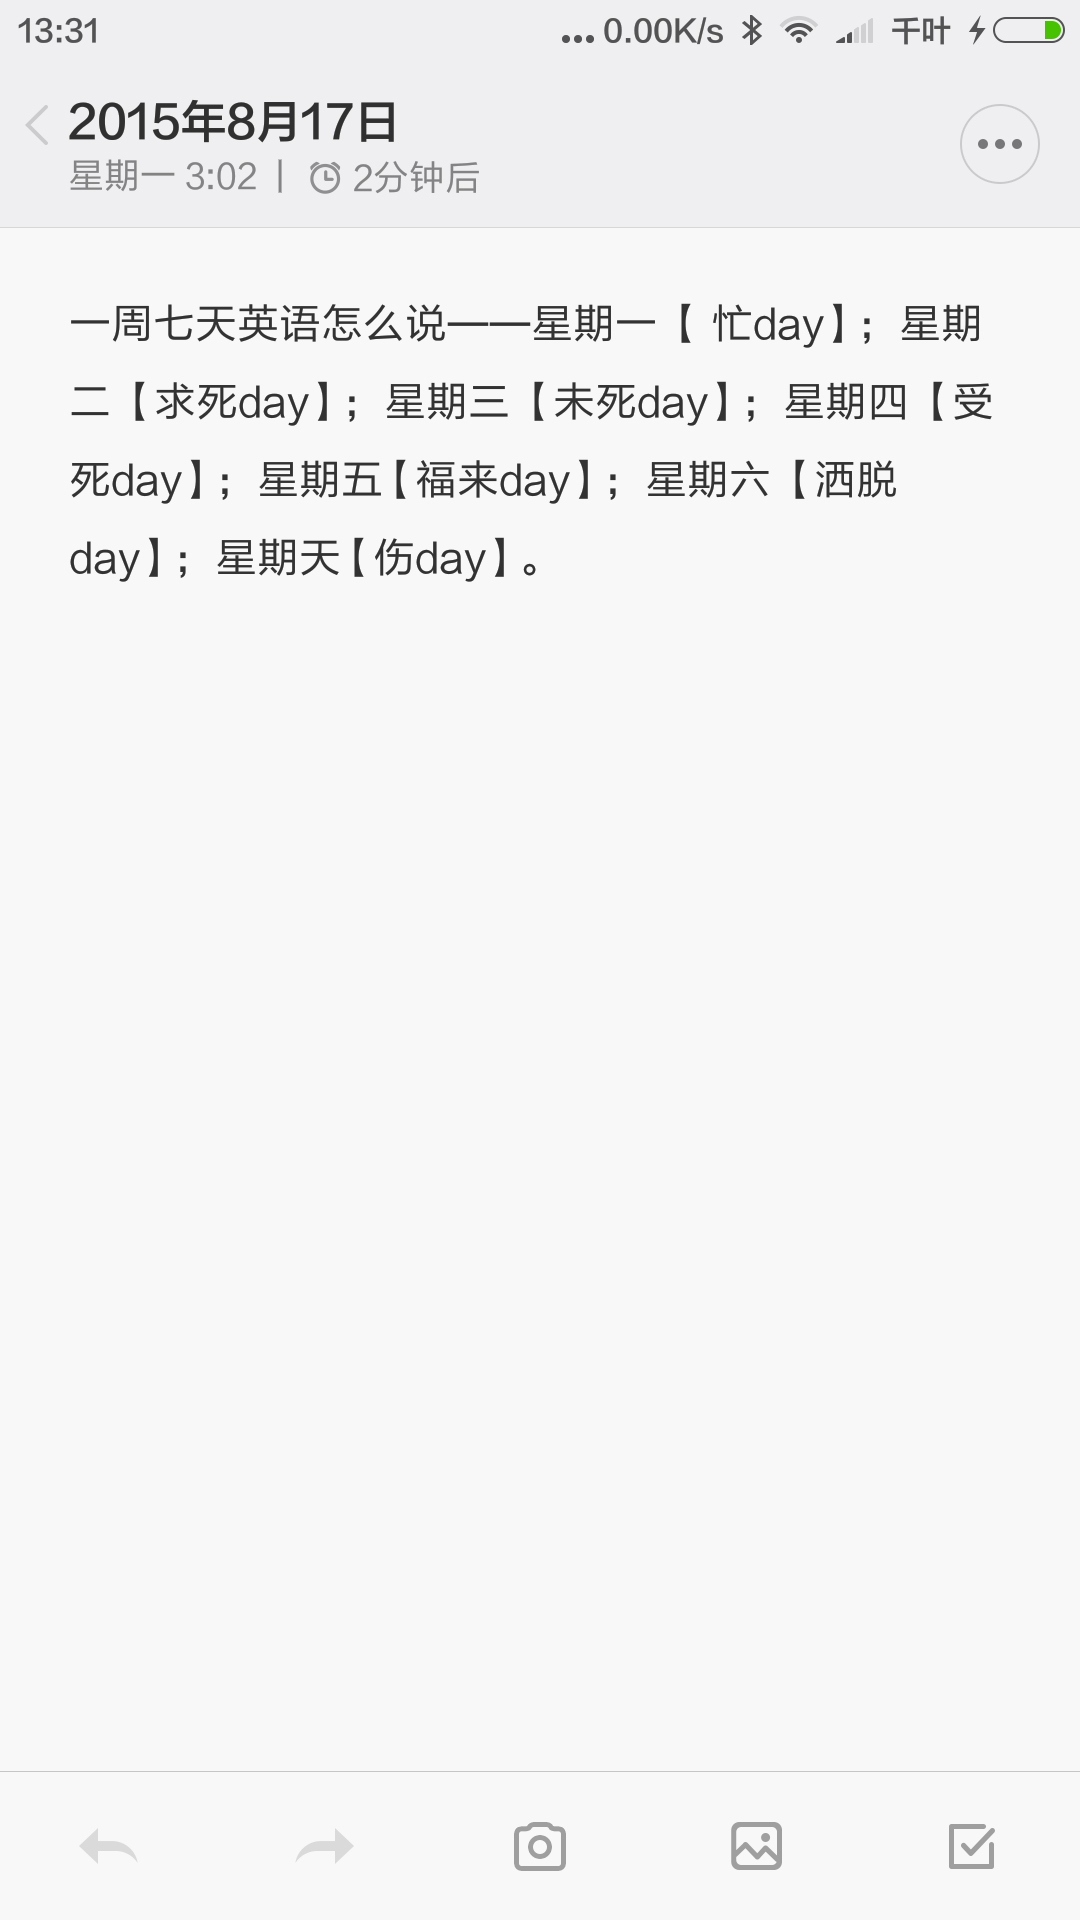 13:31 ... 0.00K/s 千叶
2015年8月17日
星期一 3:02 | 2分钟后
一周七天英语怎么说——星期一【 忙day】；星期
二【求死day】；星期三【未死day】；星期四【受
死day】；星期五【福来day】；星期六【洒脱
day】；星期天【伤day】。